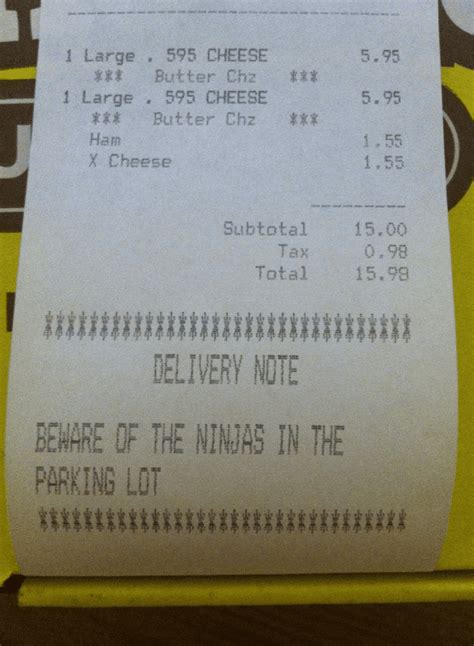 1 Large . 595 CHEESE 5.95
*** Butter Chz ***
1 Large . 595 CHEESE 5.95
*** Butter Chz ***
Ham 1.55
X Cheese 1.55
Subtotal 15.00
Tax 0.98
Total 15.98
DELIVERY NOTE
BEWARE OF THE NINJAS IN THE
PARKING LOT